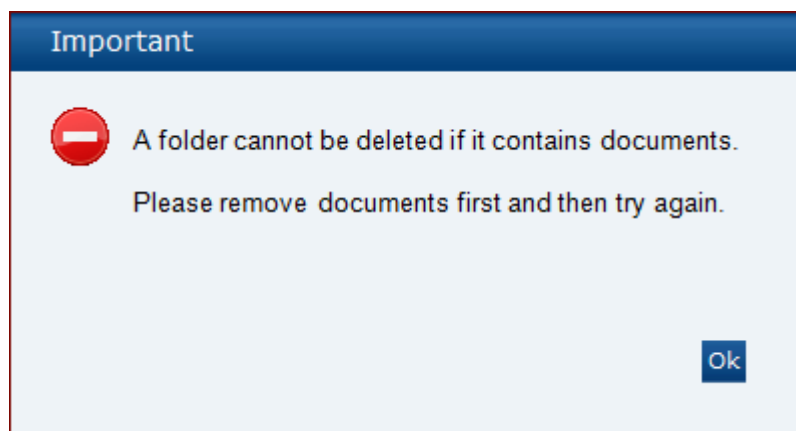 Important
A folder cannot be deleted if it contains documents.
Please remove documents first and then try again.
Ok